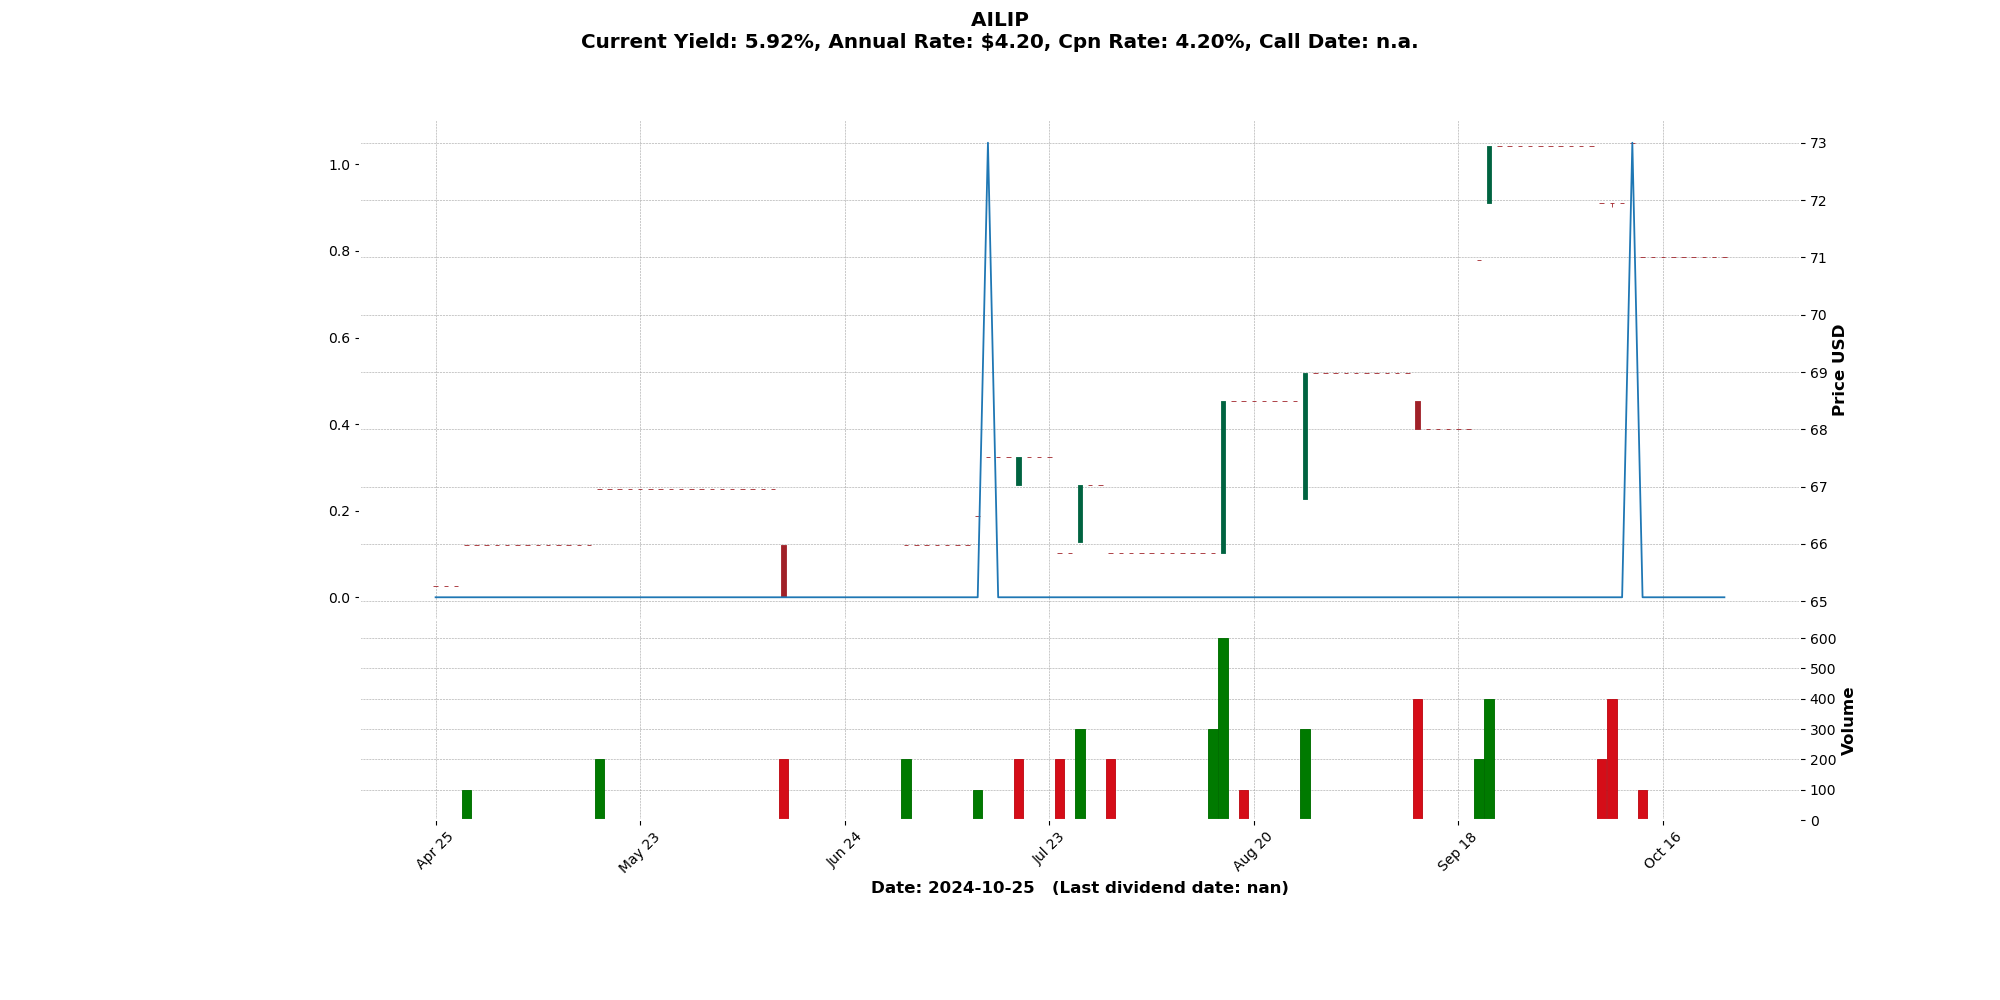 AILIP
Current Yield: 5.92%, Annual Rate: $4.20, Cpn Rate: 4.20%, Call Date: n.a.
1.0
0.8
0.6
0.4
0.2
0.0
73
72
71
70
69
68
67
66
65
Price USD
600
500
400
300
200
100
0
Volume
Apr 25
May 23
Jun 24
Jul 23
Aug 20
Sep 18
Oct 16
Date: 2024-10-25   (Last dividend date: nan)